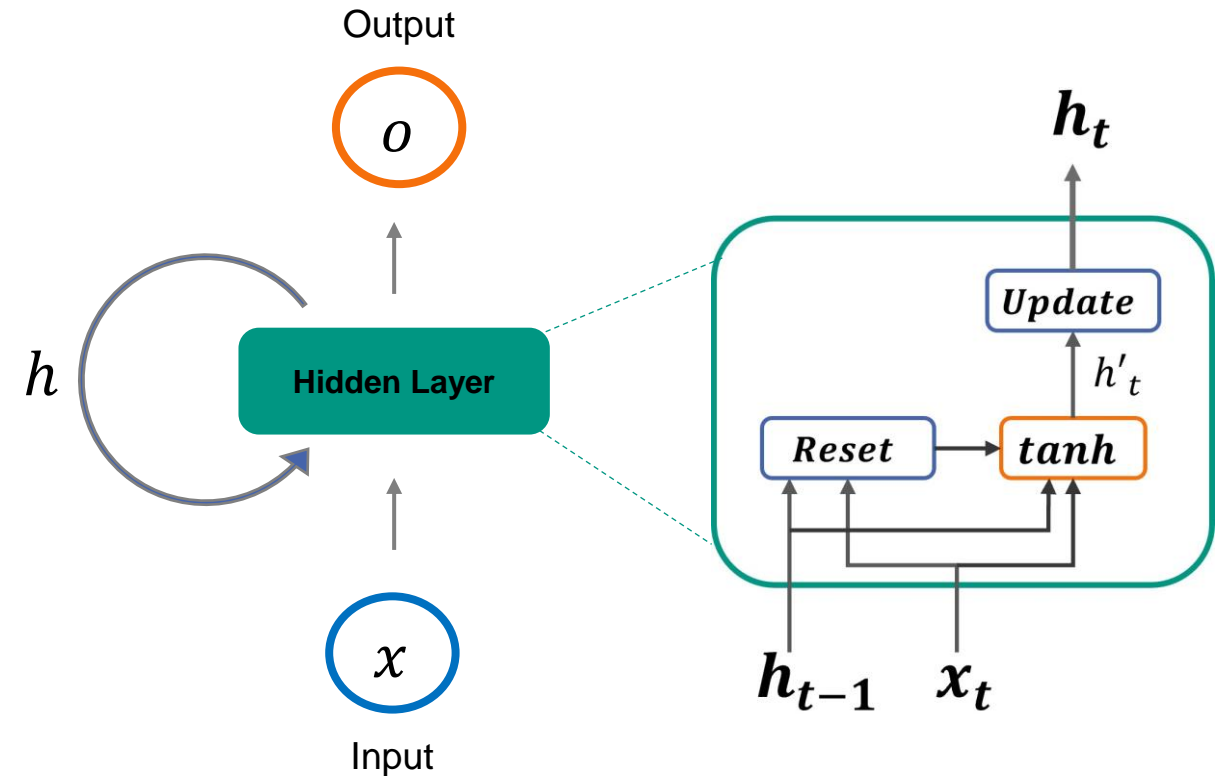 Output
o
h
Hidden Layer
x
Input
h_t
Update
h'_t
Reset
tanh
h_{t-1}
x_t